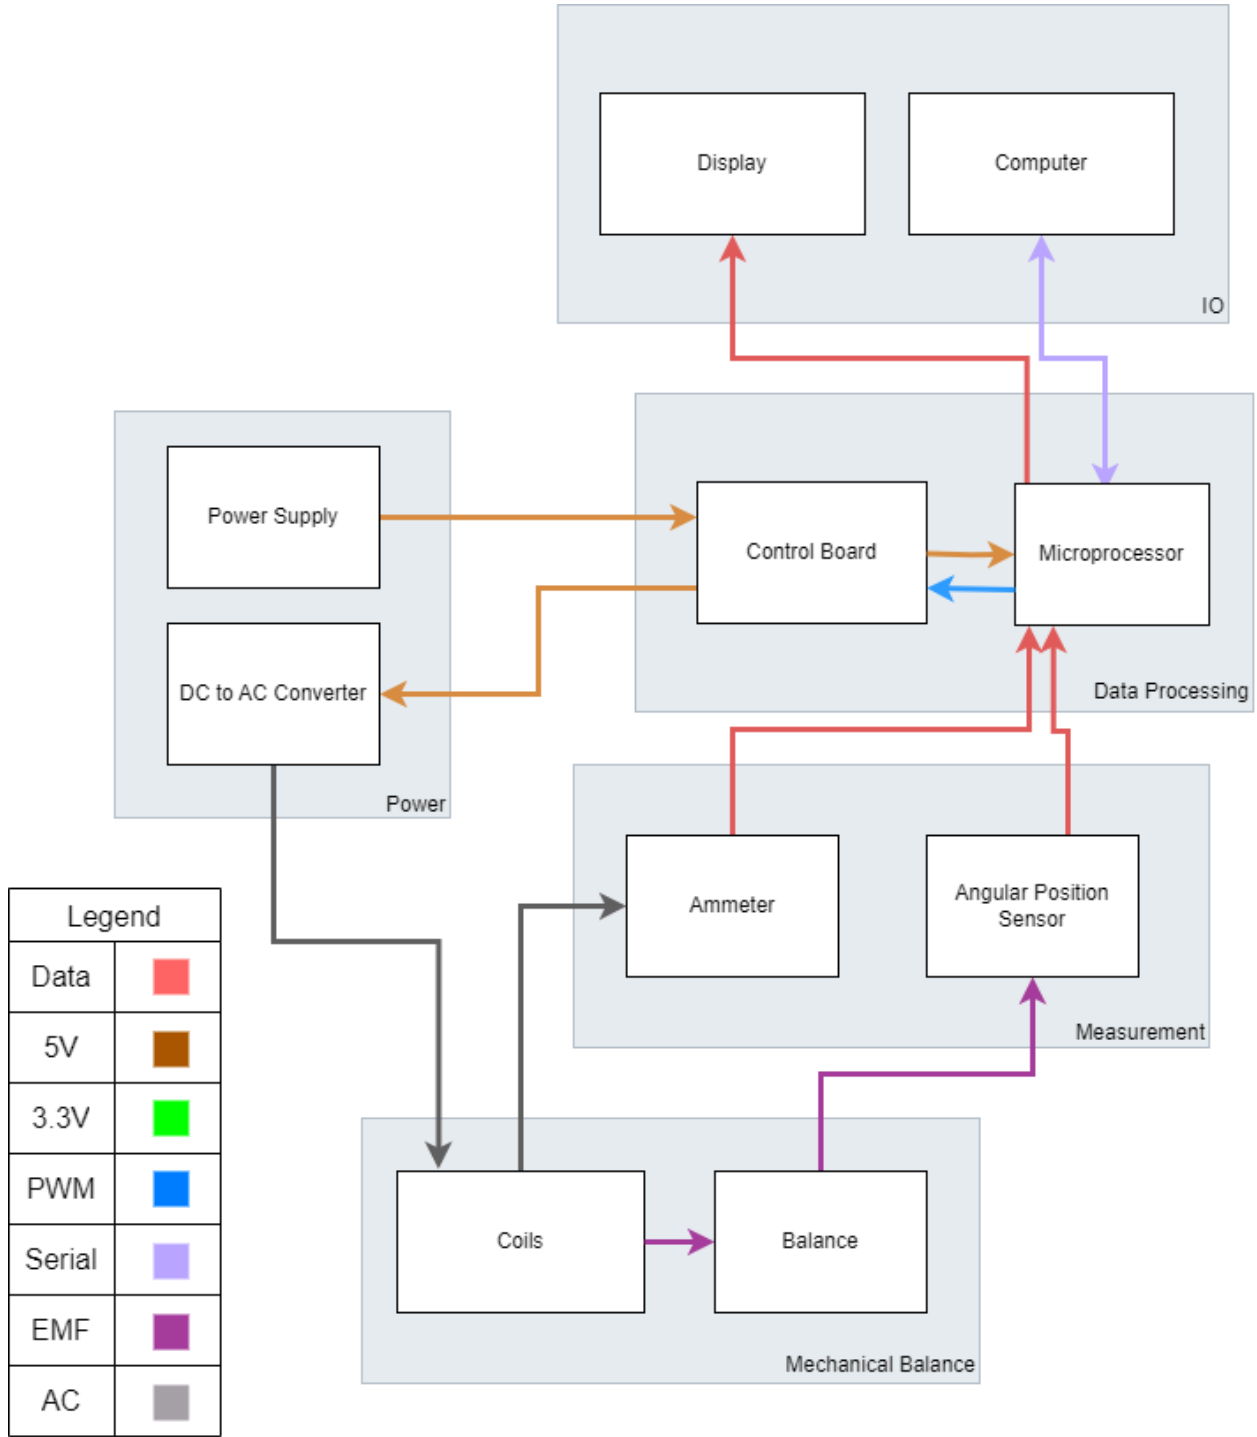 Display
Computer
IO
Power Supply
Control Board
Microprocessor
DC to AC Converter
Data Processing
Power
Ammeter
Angular Position
Sensor
Measurement
Coils
Balance
Mechanical Balance
Legend
Data
5V
3.3V
PWM
Serial
EMF
AC